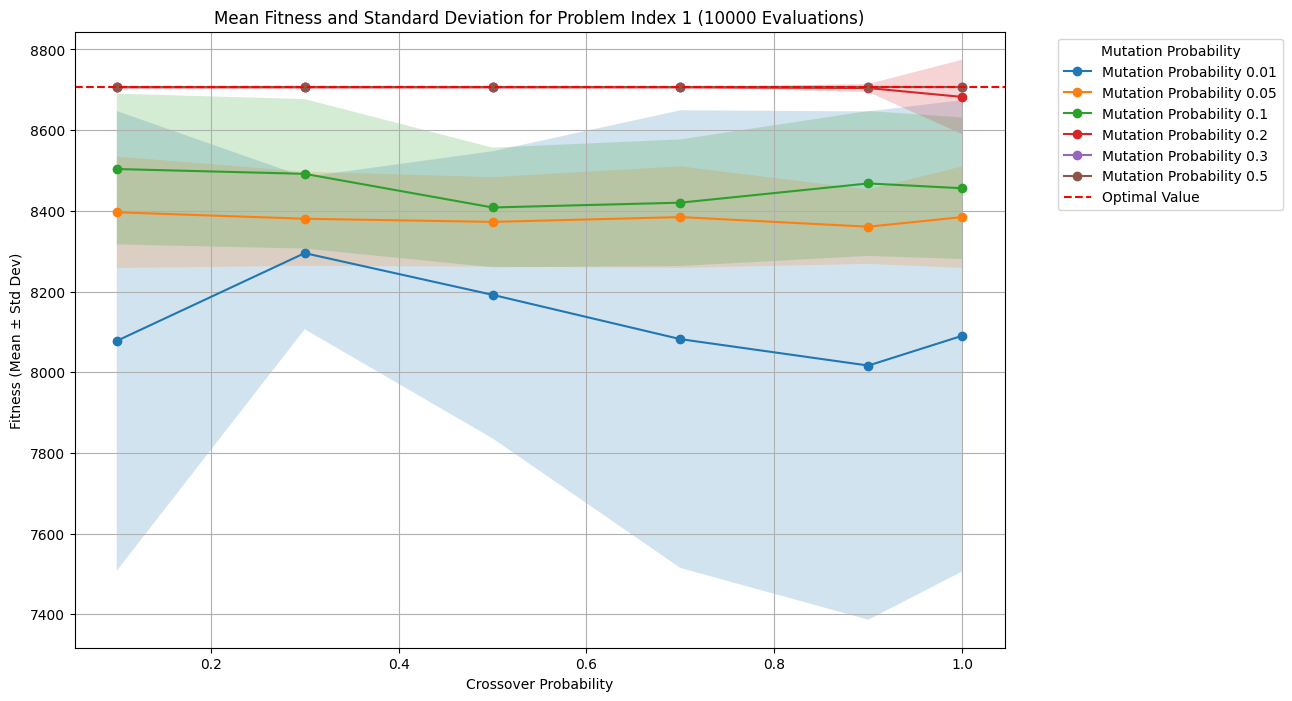 Mean Fitness and Standard Deviation for Problem Index 1 (10000 Evaluations)
Fitness (Mean ± Std Dev)
8800
8600
8400
8200
8000
7800
7600
7400
0.2
0.4
0.6
0.8
1.0
Crossover Probability
Mutation Probability
Mutation Probability 0.01
Mutation Probability 0.05
Mutation Probability 0.1
Mutation Probability 0.2
Mutation Probability 0.3
Mutation Probability 0.5
Optimal Value